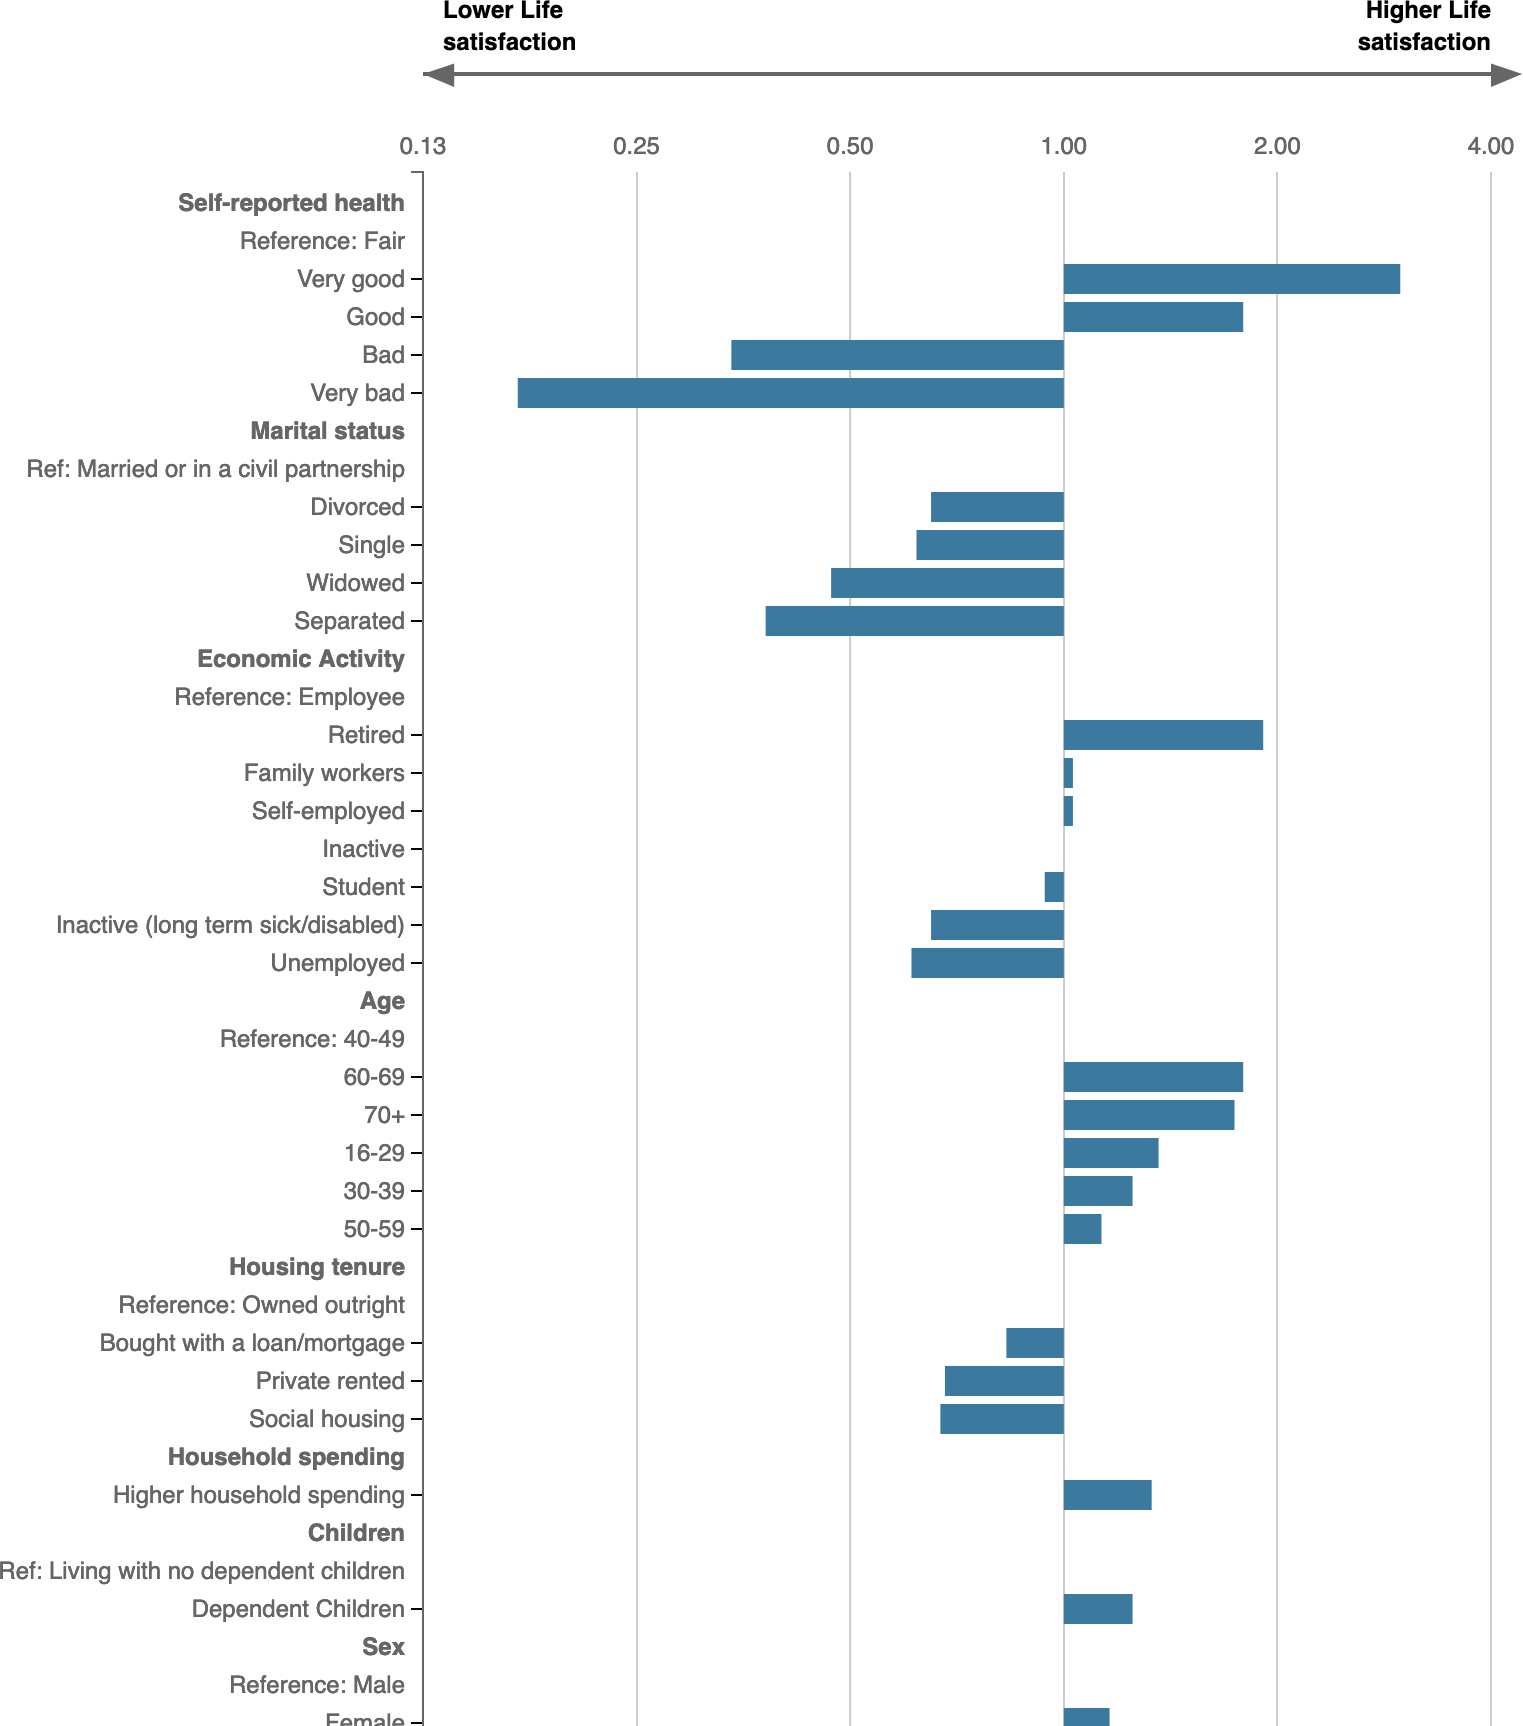 Lower Life
satisfaction
Higher Life
satisfaction
0.13 0.25 0.50 1.00 2.00 4.00
Self-reported health
Reference: Fair
Very good
Good
Bad
Very bad
Marital status
Ref: Married or in a civil partnership
Divorced
Single
Widowed
Separated
Economic Activity
Reference: Employee
Retired
Family workers
Self-employed
Inactive
Student
Inactive (long term sick/disabled)
Unemployed
Age
Reference: 40-49
60-69
70+
16-29
30-39
50-59
Housing tenure
Reference: Owned outright
Bought with a loan/mortgage
Private rented
Social housing
Household spending
Higher household spending
Children
Ref: Living with no dependent children
Dependent Children
Sex
Reference: Male
Female